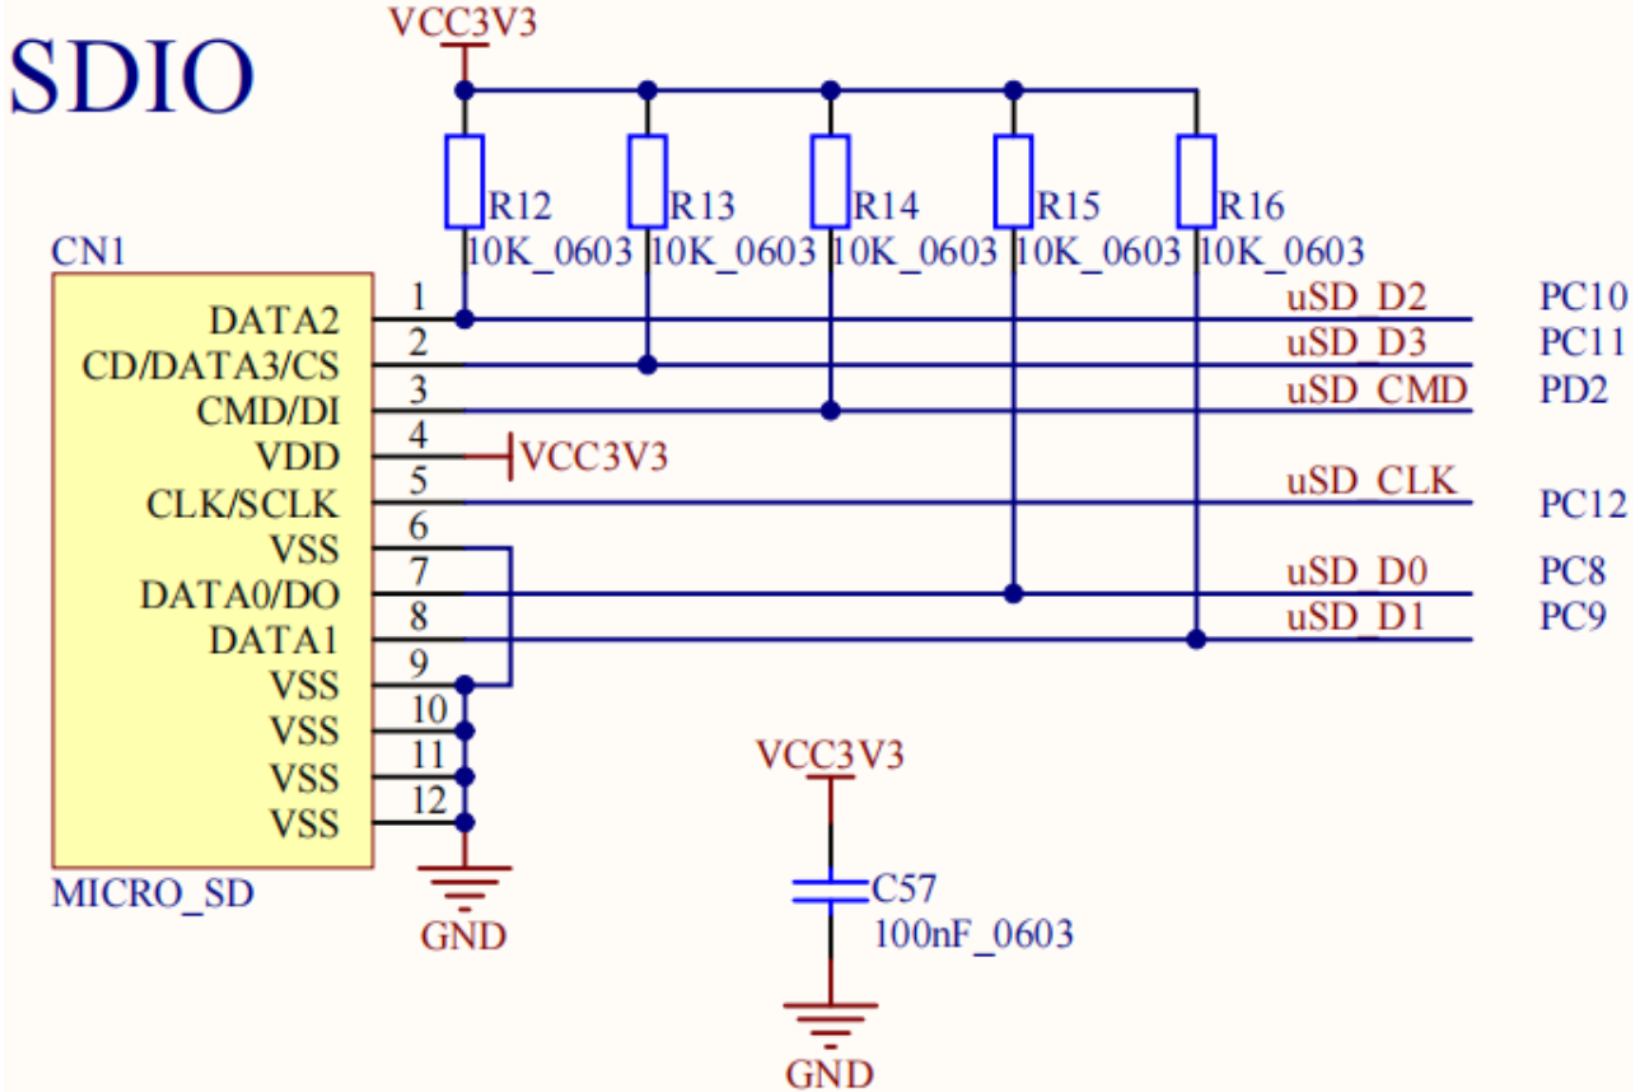 VCC3V3
SDIO
R12 R13 R14 R15 R16
CN1 10K_0603 10K_0603 10K_0603 10K_0603 10K_0603
DATA2 1 uSD_D2 PC10
CD/DATA3/CS 2 uSD_D3 PC11
CMD/DI 3 uSD_CMD PD2
VDD 4 VCC3V3
CLK/SCLK 5 uSD_CLK PC12
VSS 6
DATA0/DO 7 uSD_D0 PC8
DATA1 8 uSD_D1 PC9
VSS 9
VSS 10
VSS 11
VSS 12
MICRO_SD
GND
VCC3V3
C57
100nF_0603
GND